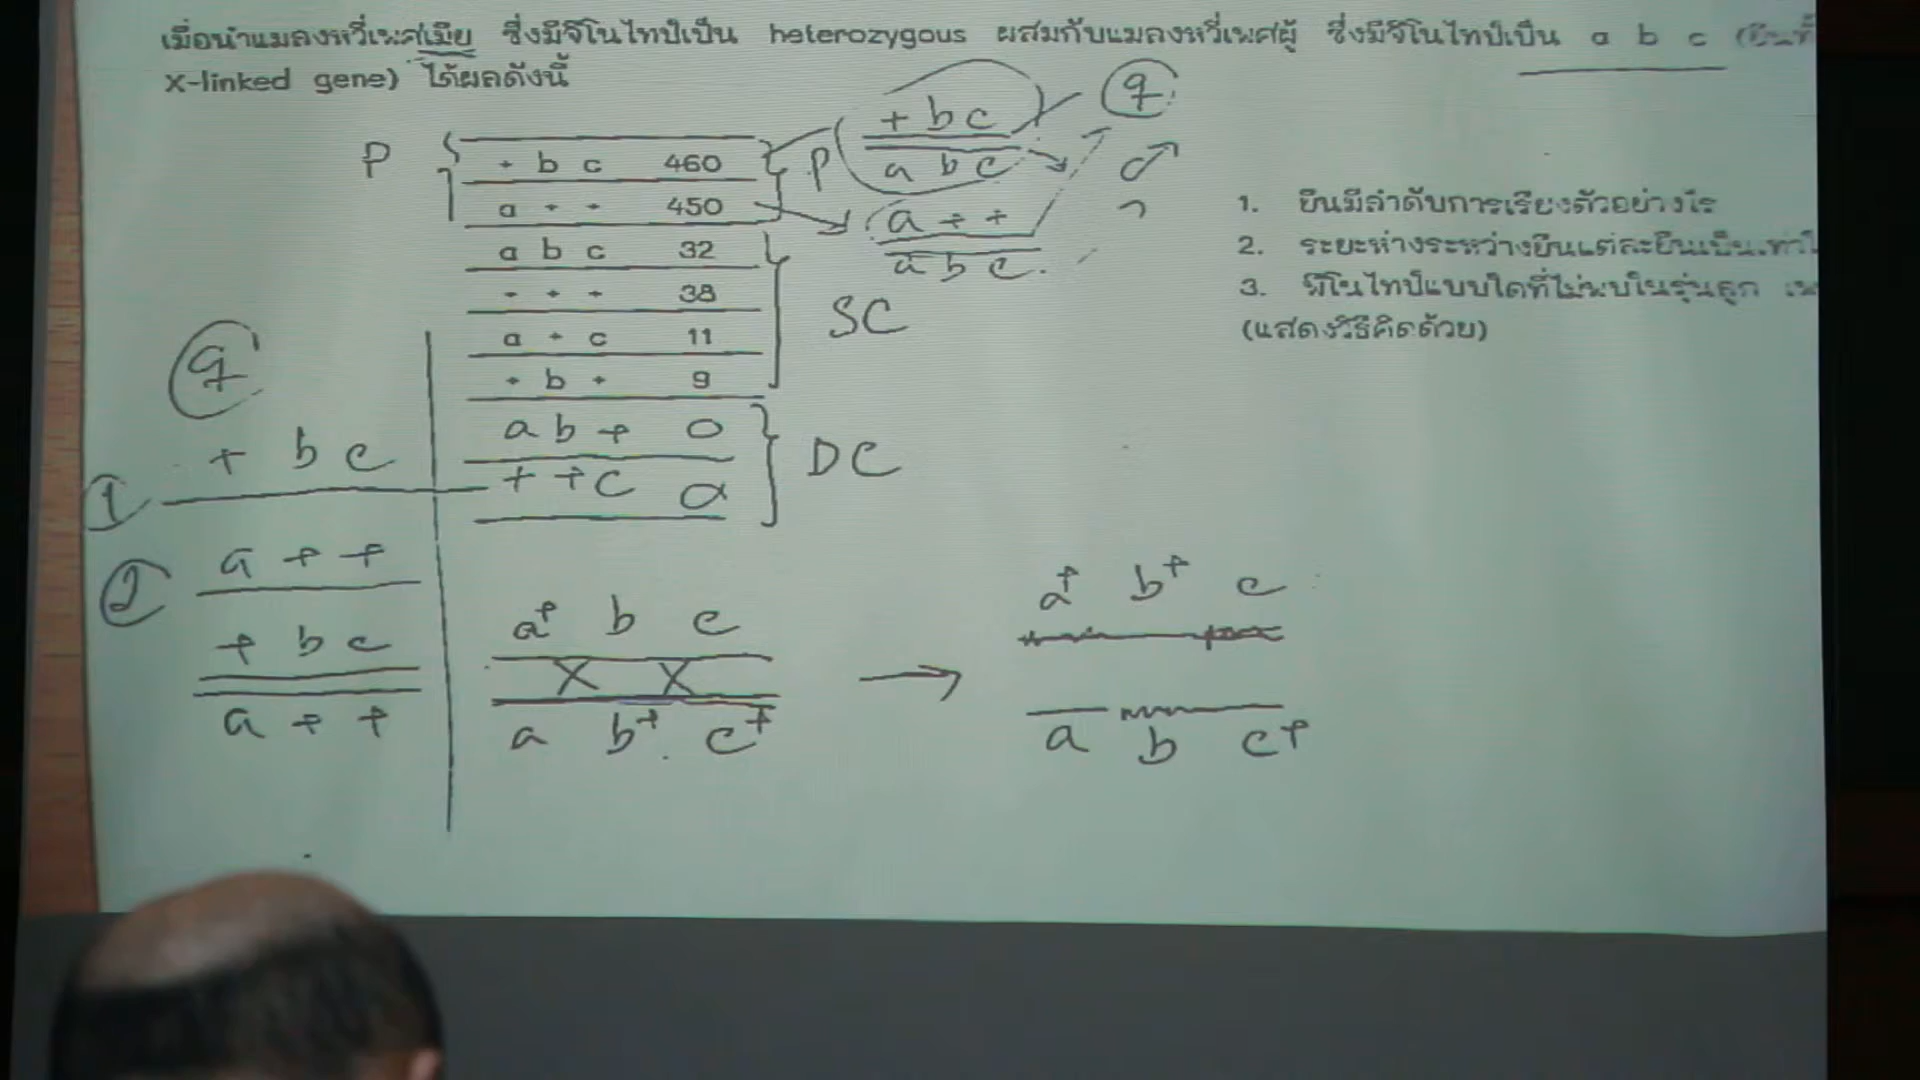 เมื่อนำแมลงหวี่เพศเมีย ซึ่งมีจีโนไทป์เป็น heterozygous ผสมกับแมลงหวี่เพศผู้ ซึ่งมีจีโนไทป์เป็น a b c (ยีนทั้
X-linked gene) ได้ผลดังนี้
P
+ b c 460
a + + 450
a b c 32
+ + + 38
a + c 11
+ b + 9
a b + 0
+ + c 0
P
SC
DC
+ b c
a b c
a + +
a b c
♀
♂
1. ยีนมีลำดับการเรียงตัวอย่างไร
2. ระยะห่างระหว่างยีนแต่ละยีนเป็นเท่าไ
3. ฟีโนไทป์แบบใดที่ไม่พบในรุ่นลูก เพ
(แสดงวิธีคิดด้วย)
♀
1 + b c
2 a + +
+ b c
a + +
a+ b c
a b+ c+
→
a+ b+ c
a b c+